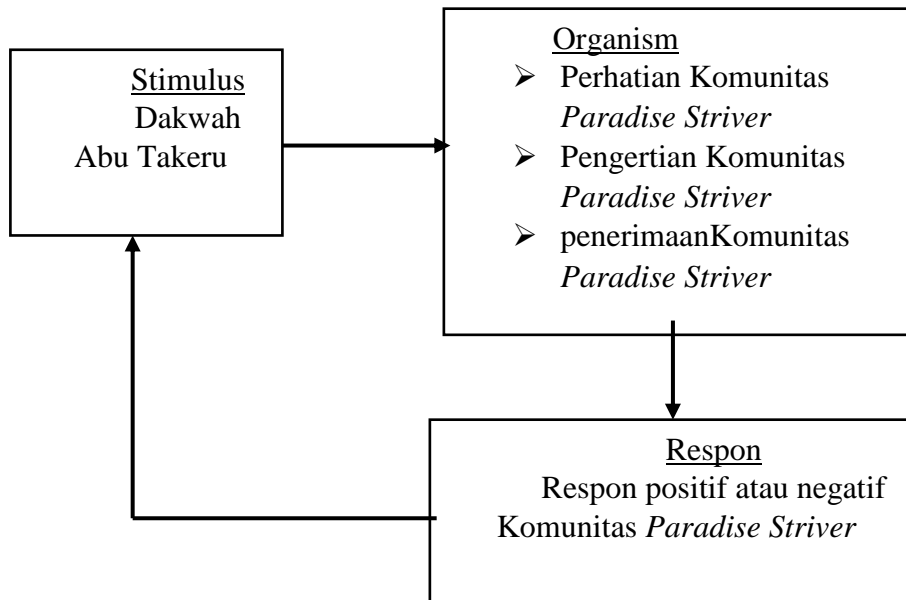 Stimulus
Dakwah
Abu Takeru
Organism
➢ Perhatian Komunitas
Paradise Striver
➢ Pengertian Komunitas
Paradise Striver
➢ penerimaanKomunitas
Paradise Striver
Respon
Respon positif atau negatif
Komunitas Paradise Striver